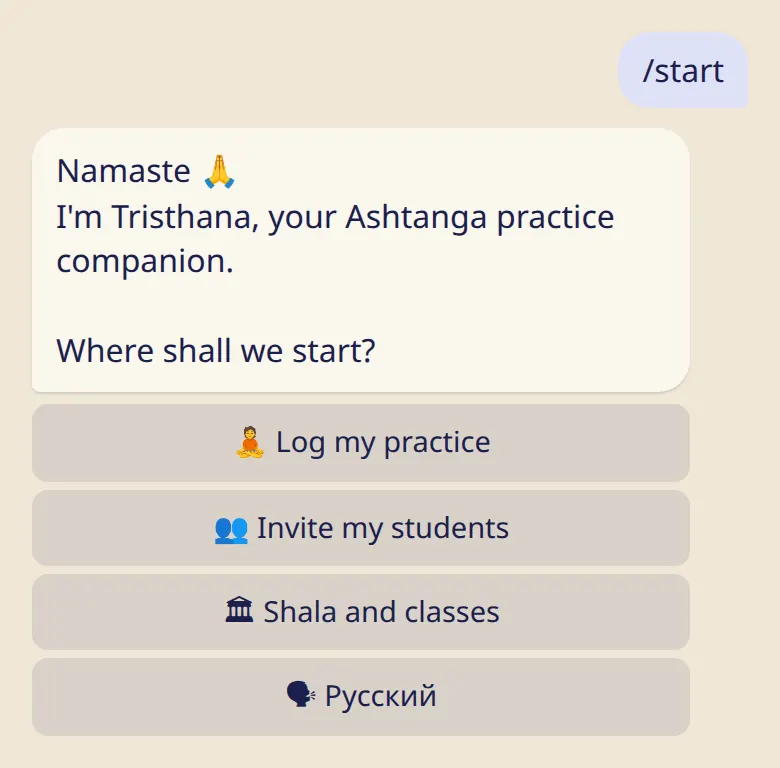 /start
Namaste 🙏
I'm Tristhana, your Ashtanga practice
companion.
Where shall we start?
🧘 Log my practice
👥 Invite my students
🏛 Shala and classes
🗣 Русский